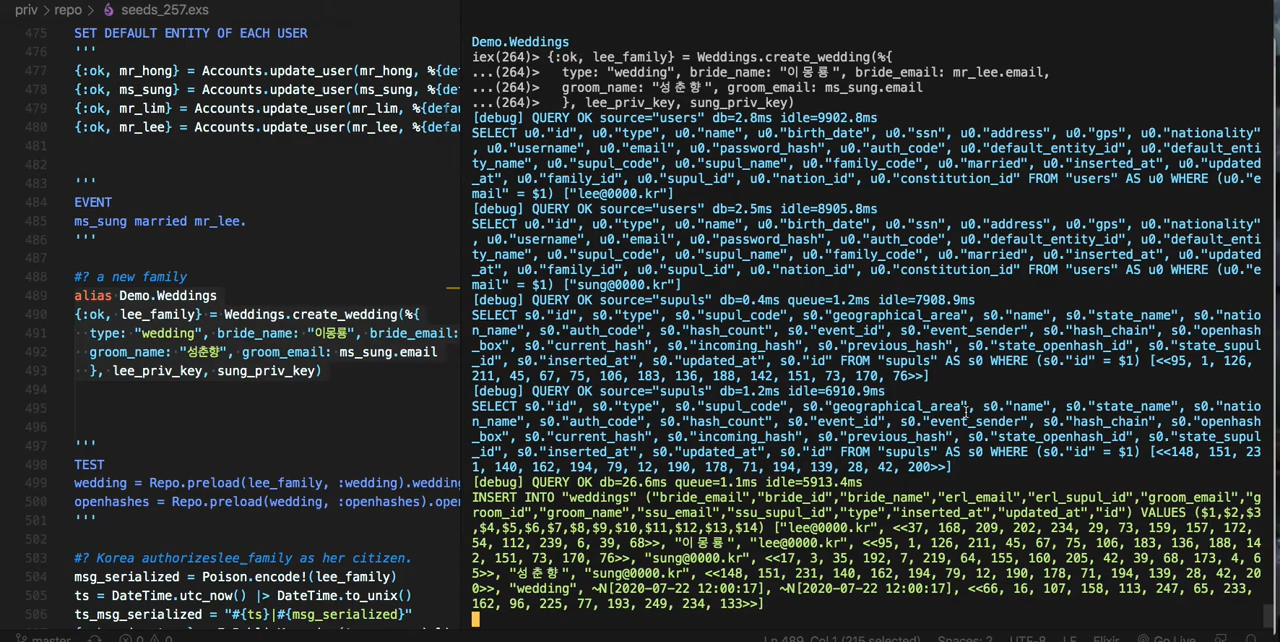 priv > repo > seeds_257.exs
475 SET DEFAULT ENTITY OF EACH USER
476 '''
477 {:ok, mr_hong} = Accounts.update_user(mr_hong, %{def
478 {:ok, ms_sung} = Accounts.update_user(ms_sung, %{def
479 {:ok, mr_lim} = Accounts.update_user(mr_lim, %{defau
480 {:ok, mr_lee} = Accounts.update_user(mr_lee, %{defau
481
482
483 '''
484 EVENT
485 ms_sung married mr_lee.
486 '''
487
488 #? a new family
489 alias Demo.Weddings
490 {:ok, lee_family} = Weddings.create_wedding(%{
491 type: "wedding", bride_name: "이몽룡", bride_email:
492 groom_name: "성춘향", groom_email: ms_sung.email
493 }, lee_priv_key, sung_priv_key)
494
495
496
497 '''
498 TEST
499 wedding = Repo.preload(lee_family, :wedding).weddin
500 openhashes = Repo.preload(wedding, :openhashes).ope
501 '''
502
503 #? Korea authorizeslee_family as her citizen.
504 msg_serialized = Poison.encode!(lee_family)
505 ts = DateTime.utc_now() |> DateTime.to_unix()
506 ts_msg_serialized = "#{ts}|#{msg_serialized}"
Demo.Weddings
iex(264)> {:ok, lee_family} = Weddings.create_wedding(%{
...(264)> type: "wedding", bride_name: "이몽룡", bride_email: mr_lee.email,
...(264)> groom_name: "성춘향", groom_email: ms_sung.email
...(264)> }, lee_priv_key, sung_priv_key)
[debug] QUERY OK source="users" db=2.8ms idle=9902.8ms
SELECT u0."id", u0."type", u0."name", u0."birth_date", u0."ssn", u0."address", u0."gps", u0."nationality"
, u0."username", u0."email", u0."password_hash", u0."auth_code", u0."default_entity_id", u0."default_enti
ty_name", u0."supul_code", u0."supul_name", u0."family_code", u0."married", u0."inserted_at", u0."updated
_at", u0."family_id", u0."supul_id", u0."nation_id", u0."constitution_id" FROM "users" AS u0 WHERE (u0."e
mail" = $1) ["lee@0000.kr"]
[debug] QUERY OK source="users" db=2.5ms idle=8905.8ms
SELECT u0."id", u0."type", u0."name", u0."birth_date", u0."ssn", u0."address", u0."gps", u0."nationality"
, u0."username", u0."email", u0."password_hash", u0."auth_code", u0."default_entity_id", u0."default_enti
ty_name", u0."supul_code", u0."supul_name", u0."family_code", u0."married", u0."inserted_at", u0."updated
_at", u0."family_id", u0."supul_id", u0."nation_id", u0."constitution_id" FROM "users" AS u0 WHERE (u0."e
mail" = $1) ["sung@0000.kr"]
[debug] QUERY OK source="supuls" db=0.4ms queue=1.2ms idle=7908.9ms
SELECT s0."id", s0."type", s0."supul_code", s0."geographical_area", s0."name", s0."state_name", s0."natio
n_name", s0."auth_code", s0."hash_count", s0."event_id", s0."event_sender", s0."hash_chain", s0."openhash
_box", s0."current_hash", s0."incoming_hash", s0."previous_hash", s0."state_openhash_id", s0."state_supul
_id", s0."inserted_at", s0."updated_at", s0."id" FROM "supuls" AS s0 WHERE (s0."id" = $1) [<<95, 1, 126,
211, 45, 67, 75, 106, 183, 136, 188, 142, 151, 73, 170, 76>>]
[debug] QUERY OK source="supuls" db=1.2ms idle=6910.9ms
SELECT s0."id", s0."type", s0."supul_code", s0."geographical_area", s0."name", s0."state_name", s0."natio
n_name", s0."auth_code", s0."hash_count", s0."event_id", s0."event_sender", s0."hash_chain", s0."openhash
_box", s0."current_hash", s0."incoming_hash", s0."previous_hash", s0."state_openhash_id", s0."state_supul
_id", s0."inserted_at", s0."updated_at", s0."id" FROM "supuls" AS s0 WHERE (s0."id" = $1) [<<148, 151, 23
1, 140, 162, 194, 79, 12, 190, 178, 71, 194, 139, 28, 42, 200>>]
[debug] QUERY OK db=26.6ms queue=1.1ms idle=5913.4ms
INSERT INTO "weddings" ("bride_email","bride_id","bride_name","erl_email","erl_supul_id","groom_email","g
room_id","groom_name","ssu_email","ssu_supul_id","type","inserted_at","updated_at","id") VALUES ($1,$2,$3
,$4,$5,$6,$7,$8,$9,$10,$11,$12,$13,$14) ["lee@0000.kr", <<37, 168, 209, 202, 234, 29, 73, 159, 157, 172,
54, 112, 239, 6, 39, 68>>, "이몽룡", "lee@0000.kr", <<95, 1, 126, 211, 45, 67, 75, 106, 183, 136, 188, 14
2, 151, 73, 170, 76>>, "sung@0000.kr", <<17, 3, 35, 192, 7, 219, 64, 155, 160, 205, 42, 39, 68, 173, 4, 6
5>>, "성춘향", "sung@0000.kr", <<148, 151, 231, 140, 162, 194, 79, 12, 190, 178, 71, 194, 139, 28, 42, 20
0>>, "wedding", ~N[2020-07-22 12:00:17], ~N[2020-07-22 12:00:17], <<66, 16, 107, 158, 113, 247, 65, 233,
162, 96, 225, 77, 193, 249, 234, 133>>]